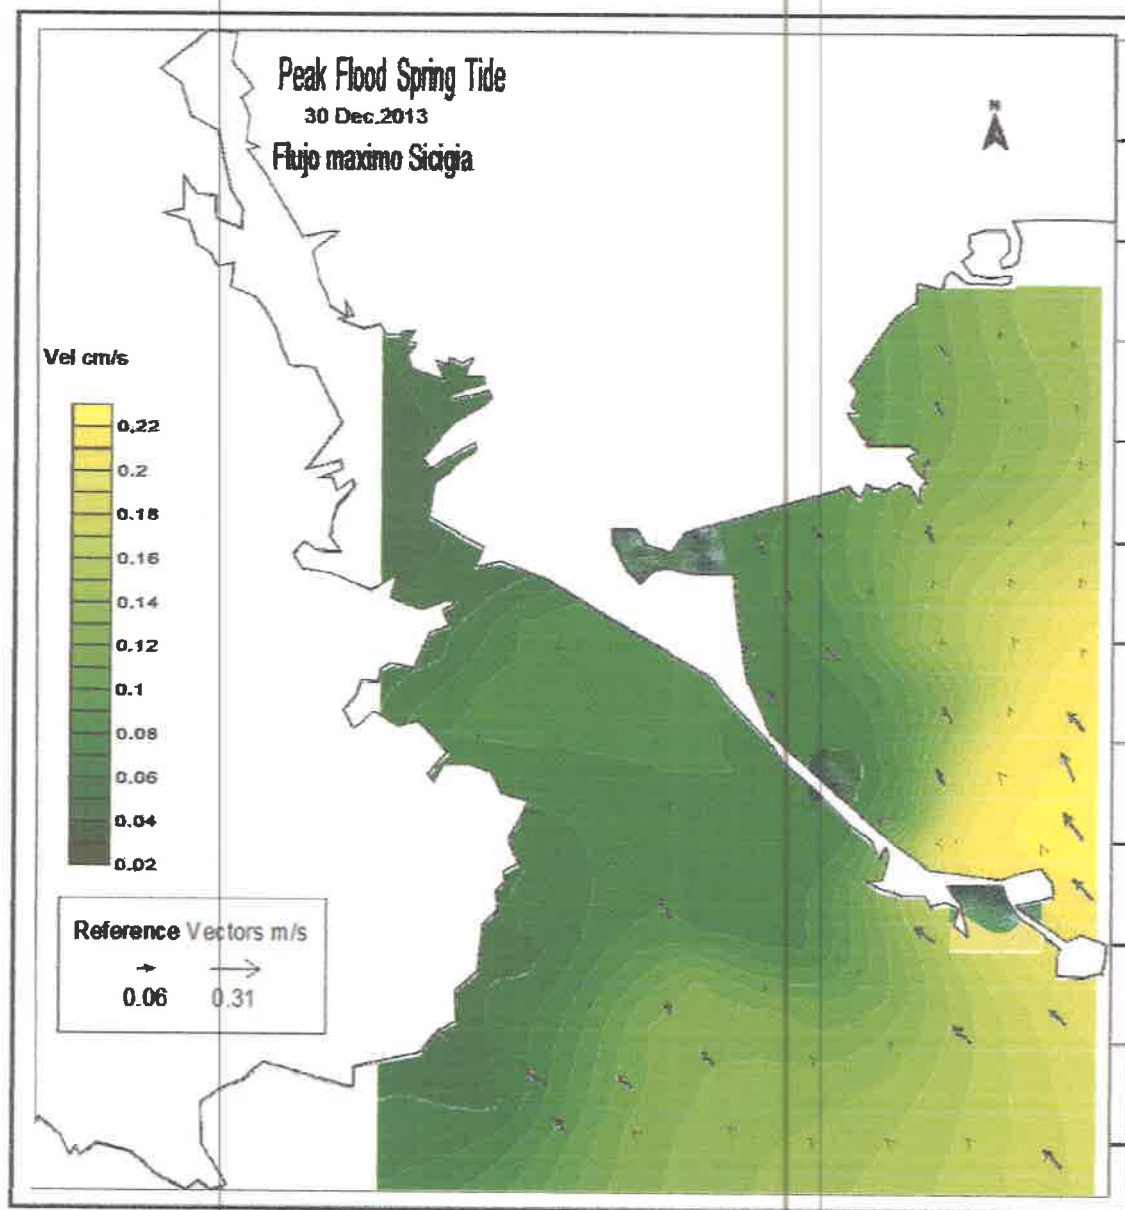 Peak Flood Spring Tide
30 Dec.2013
Flujo maximo Sicigia
N
Vel cm/s
0.22
0.2
0.18
0.16
0.14
0.12
0.1
0.08
0.06
0.04
0.02
Reference Vectors m/s
0.06 0.31